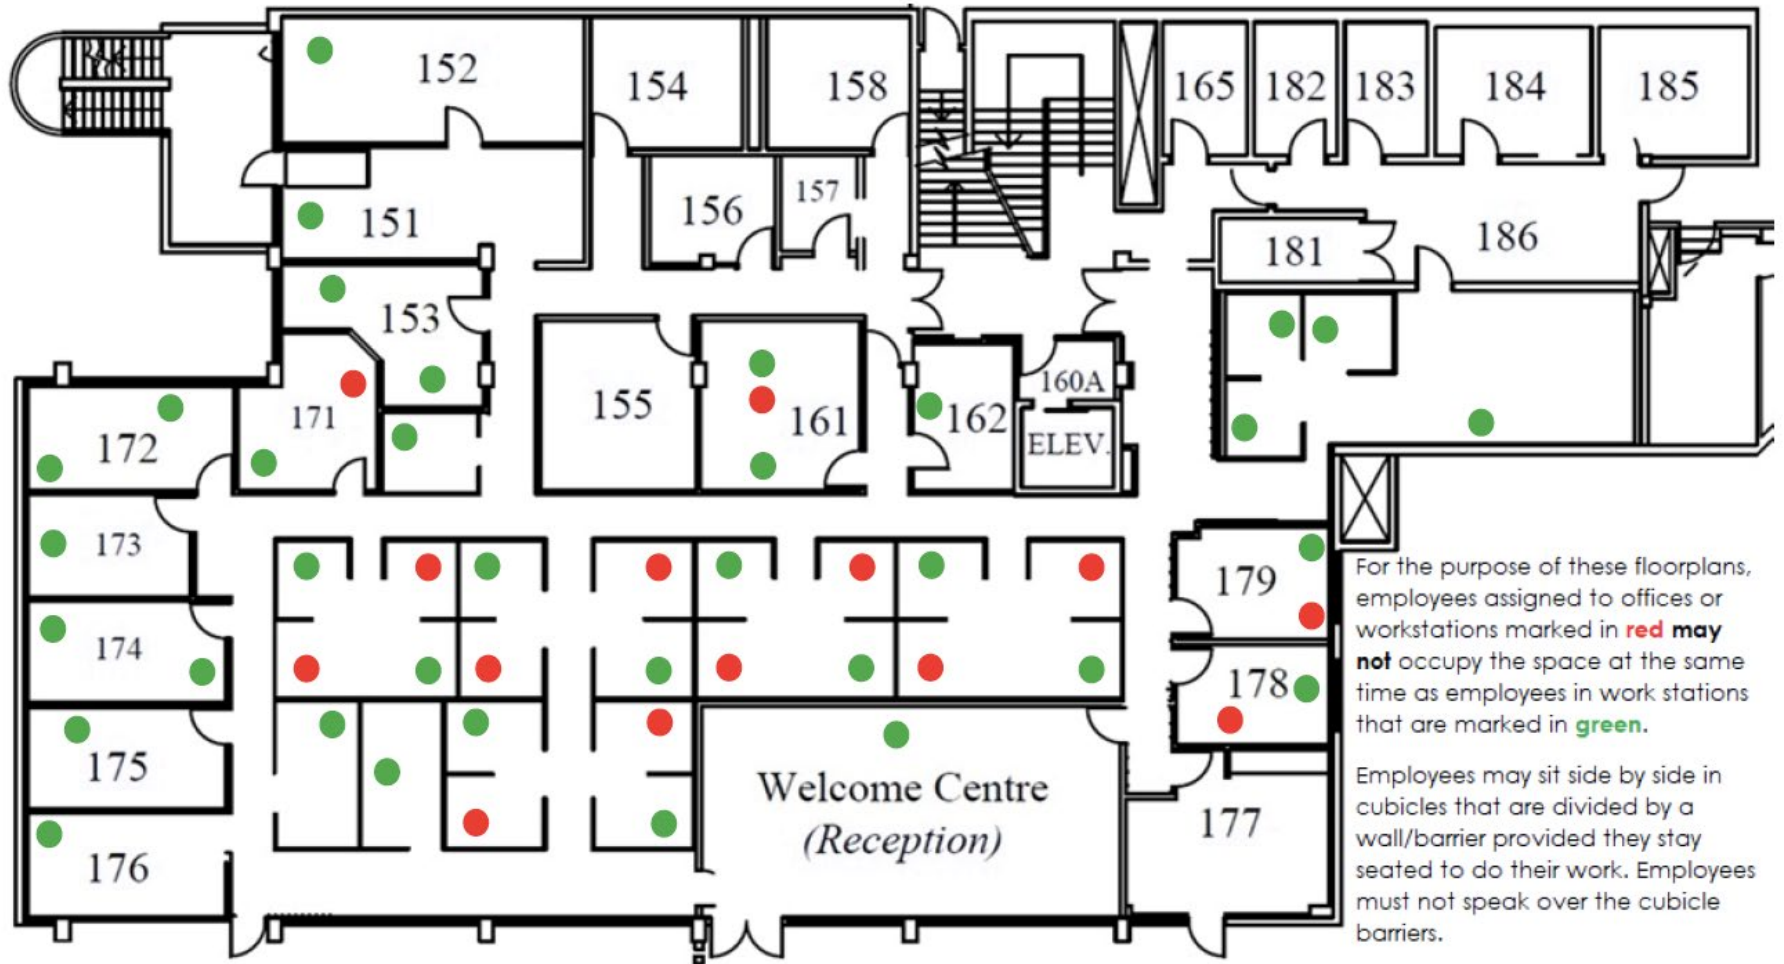 152
154
158
165
182
183
184
185
151
156
157
181
186
153
155
161
162
160A
ELEV.
171
172
173
174
175
176
179
178
177
Welcome Centre
(Reception)
For the purpose of these floorplans,
employees assigned to offices or
workstations marked in red may
not occupy the space at the same
time as employees in work stations
that are marked in green.
Employees may sit side by side in
cubicles that are divided by a
wall/barrier provided they stay
seated to do their work. Employees
must not speak over the cubicle
barriers.